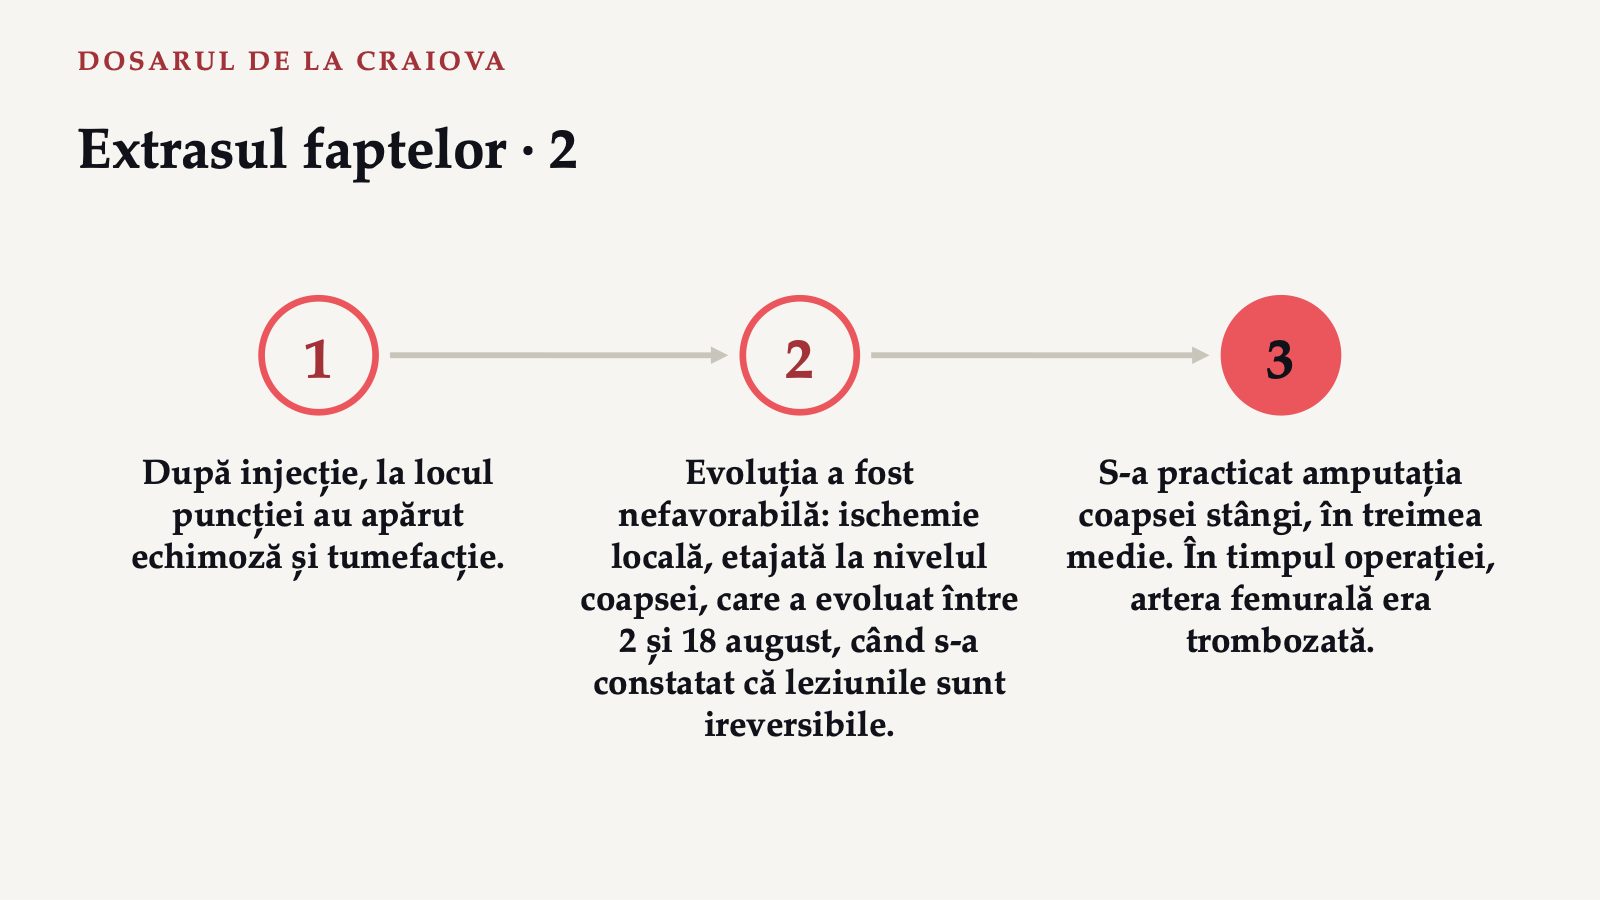 DOSARUL DE LA CRAIOVA
Extrasul faptelor · 2
1
2
3
După injecție, la locul
puncției au apărut
echimoză și tumefacție.
Evoluția a fost
nefavorabilă: ischemie
locală, etajată la nivelul
coapsei, care a evoluat între
2 și 18 august, când s-a
constatat că leziunile sunt
ireversibile.
S-a practicat amputația
coapsei stângi, în treimea
medie. În timpul operației,
artera femurală era
trombozată.